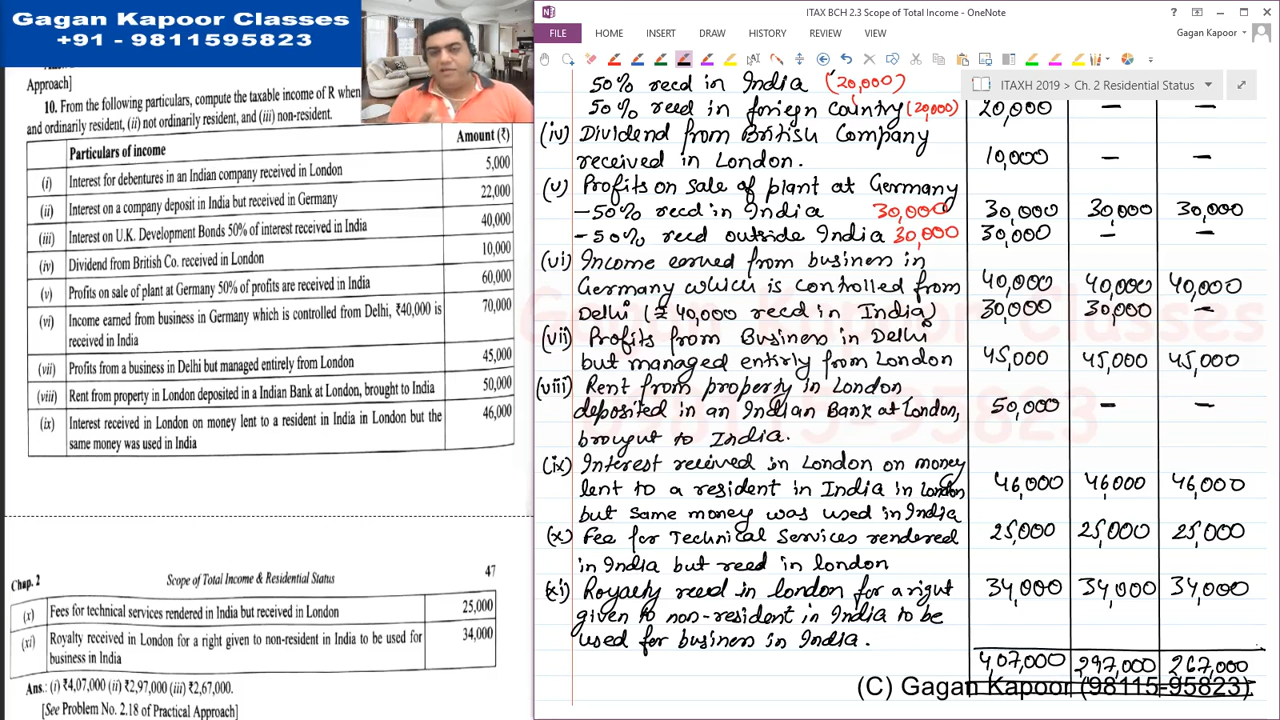 Gagan Kapoor Classes
+91 - 9811595823
Approach]
10. From the following particulars, compute the taxable income of R when
and ordinarily resident, (ii) not ordinarily resident, and (iii) non-resident.
Particulars of income Amount (₹)
(i) Interest for debentures in an Indian company received in London 5,000
(ii) Interest on a company deposit in India but received in Germany 22,000
(iii) Interest on U.K. Development Bonds 50% of interest received in India 40,000
(iv) Dividend from British Co. received in London 10,000
(v) Profits on sale of plant at Germany 50% of profits are received in India 60,000
(vi) Income earned from business in Germany which is controlled from Delhi, ₹40,000 is 70,000
received in India
(vii) Profits from a business in Delhi but managed entirely from London 45,000
(viii) Rent from property in London deposited in a Indian Bank at London, brought to India 50,000
(ix) Interest received in London on money lent to a resident in India in London but the 46,000
same money was used in India
Chap. 2 Scope of Total Income & Residential Status 47
(x) Fees for technical services rendered in India but received in London 25,000
(xi) Royalty received in London for a right given to non-resident in India to be used for 34,000
business in India
Ans.: (i) ₹4,07,000 (ii) ₹2,97,000 (iii) ₹2,67,000.
[See Problem No. 2.18 of Practical Approach]
ITAX BCH 2.3 Scope of Total Income - OneNote
FILE HOME INSERT DRAW HISTORY REVIEW VIEW Gagan Kapoor
ITAXH 2019 > Ch. 2 Residential Status
50% recd in India (20,000)
50% recd in foriegn country (20,000) 20,000 — —
(iv) Dividend from British Company
received in London. 10,000 — —
(v) Profits on sale of plant at Germany
-50% recd in India 30,000 30,000 30,000 30,000
-50% recd outside India 30,000 30,000 — —
(vi) Income earned from business in
Germany which is controlled from 40,000 40,000 40,000
Delhi (₹ 40,000 recd in India) 30,000 30,000 —
(vii) Profits from Business in Delhi
but managed entirly from London 45,000 45,000 45,000
(viii) Rent from property in London
deposited in an Indian Bank at London, 50,000 — —
brougut to India.
(ix) Interest received in London on money
lent to a resident in India in London 46,000 46,000 46,000
but same money was used in India
(x) Fee for Technical Services rendered 25,000 25,000 25,000
in India but recd in london
(xi) Royalty recd in london for a right 34,000 34,000 34,000
given to non-resident in India to be
used for business in India.
4,07,000 297,000 267,000
(C) Gagan Kapoor (98115-95823)